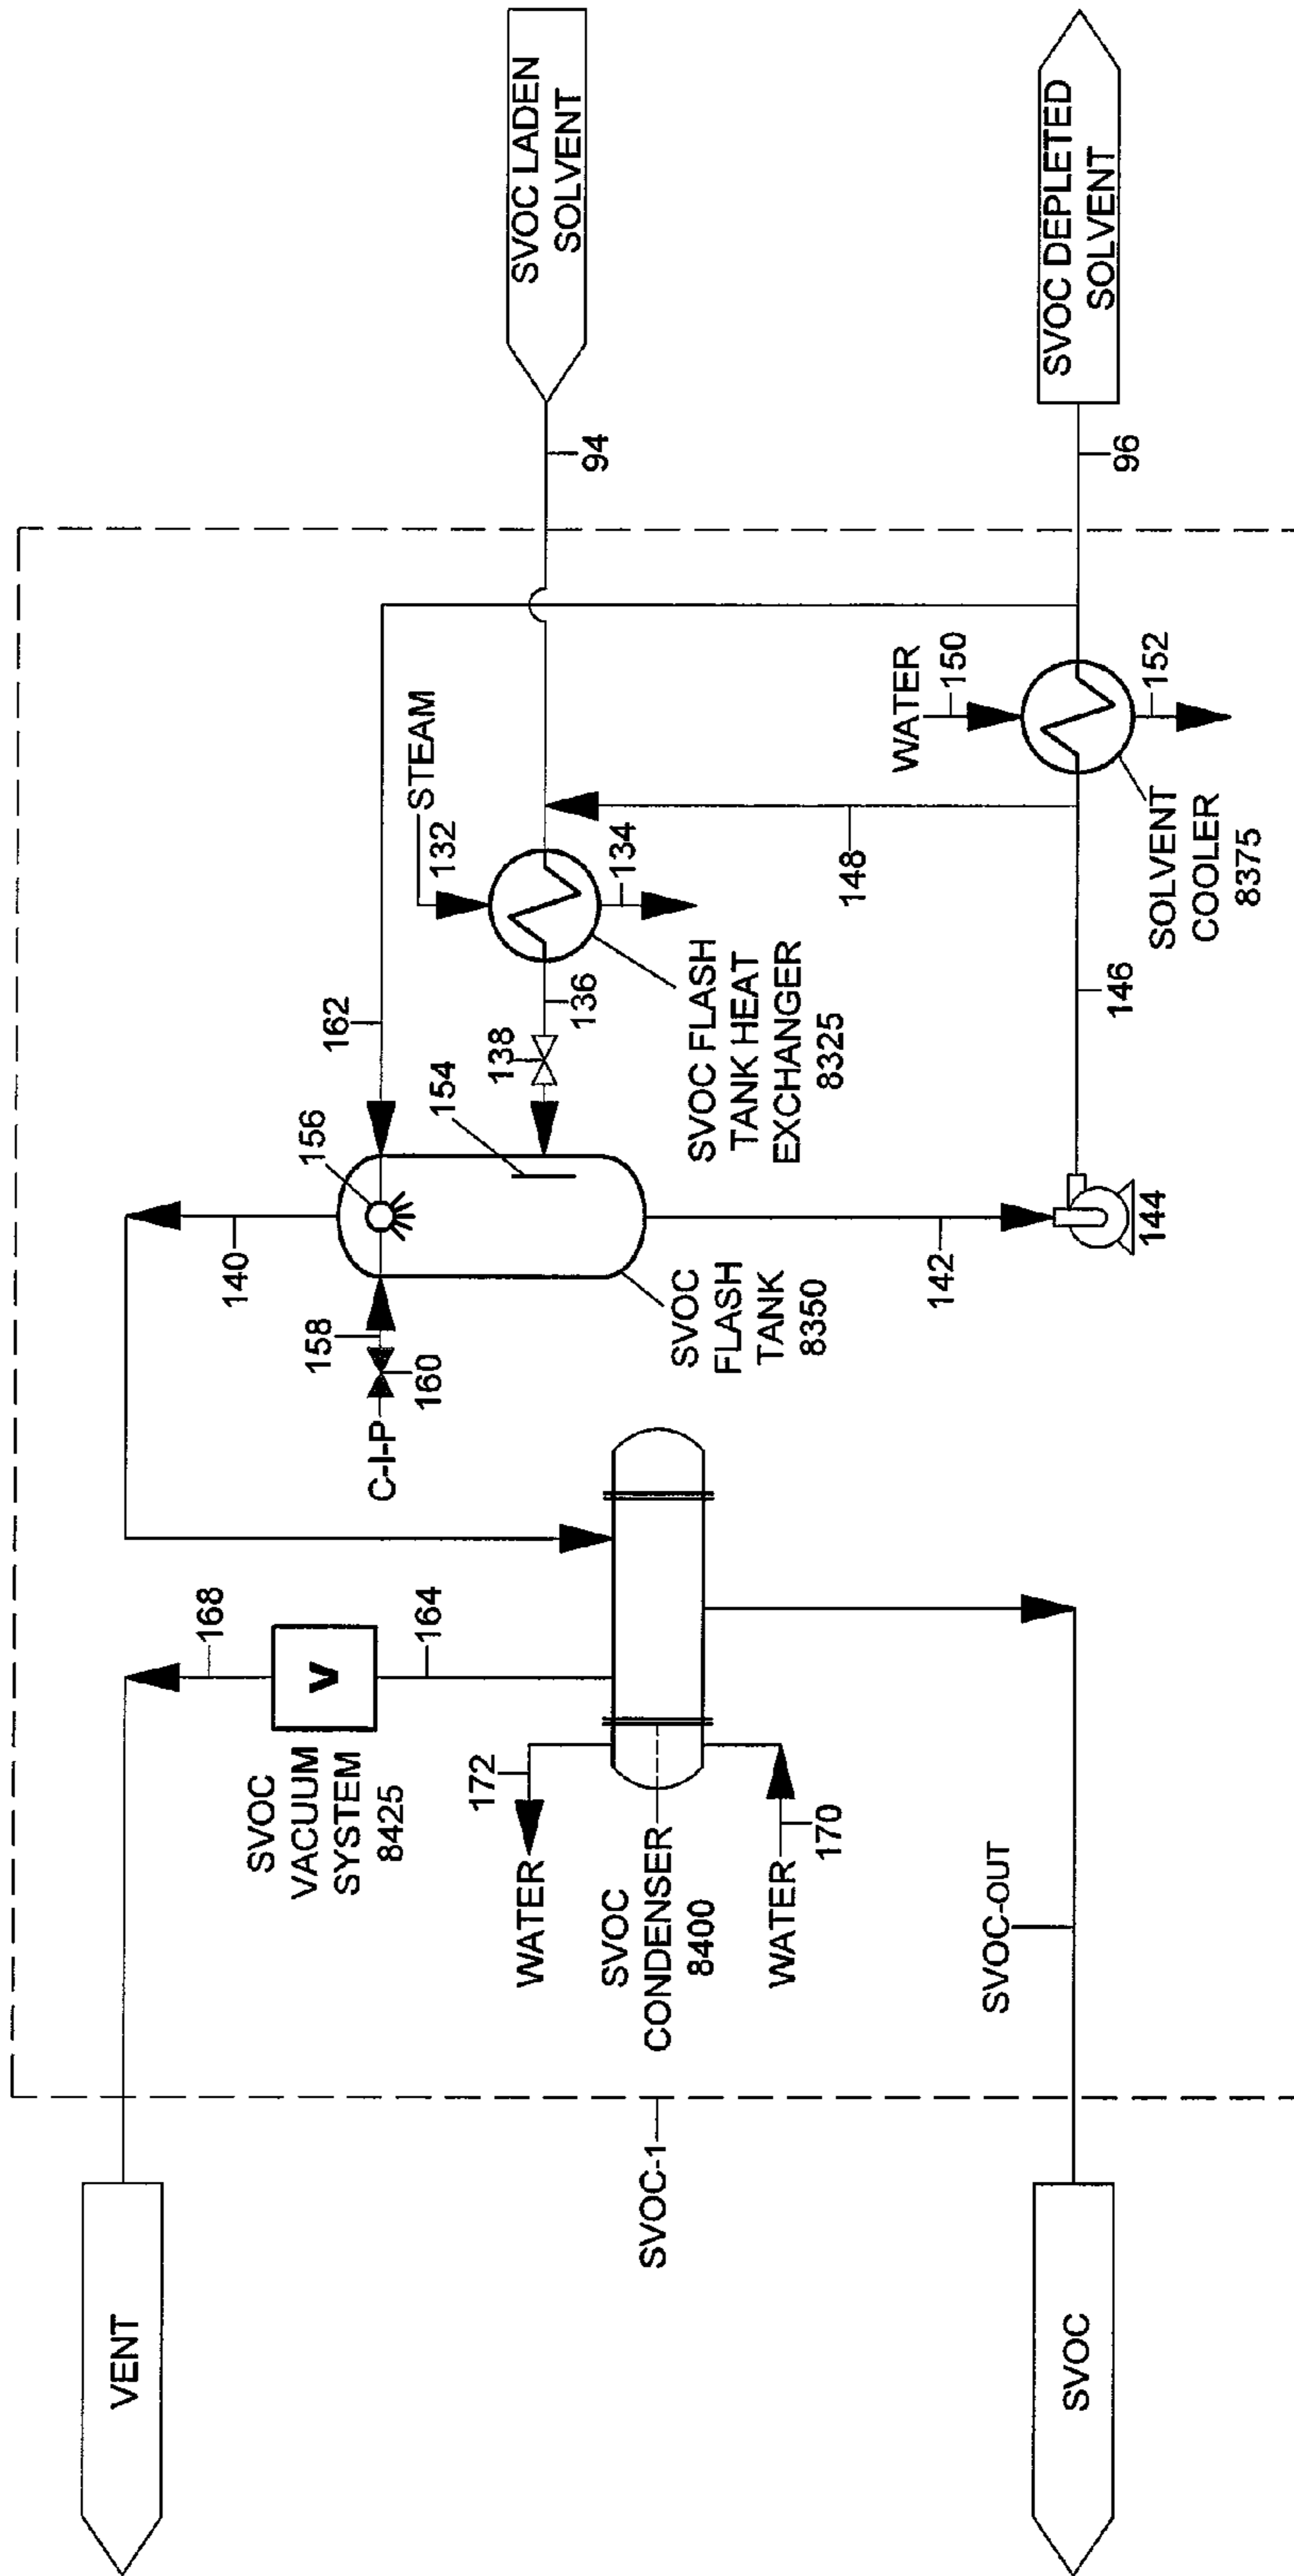 VENT
SVOC
SVOC-1
SVOC
VACUUM
SYSTEM
8425
V
168
164
172
WATER
SVOC
CONDENSER
8400
WATER
170
SVOC-OUT
140
156
158
160
C-I-P
SVOC
FLASH
TANK
8350
142
144
162
STEAM
132
134
136
138
154
SVOC FLASH
TANK HEAT
EXCHANGER
8325
148
146
WATER
150
152
SOLVENT
COOLER
8375
94
SVOC LADEN
SOLVENT
96
SVOC DEPLETED
SOLVENT